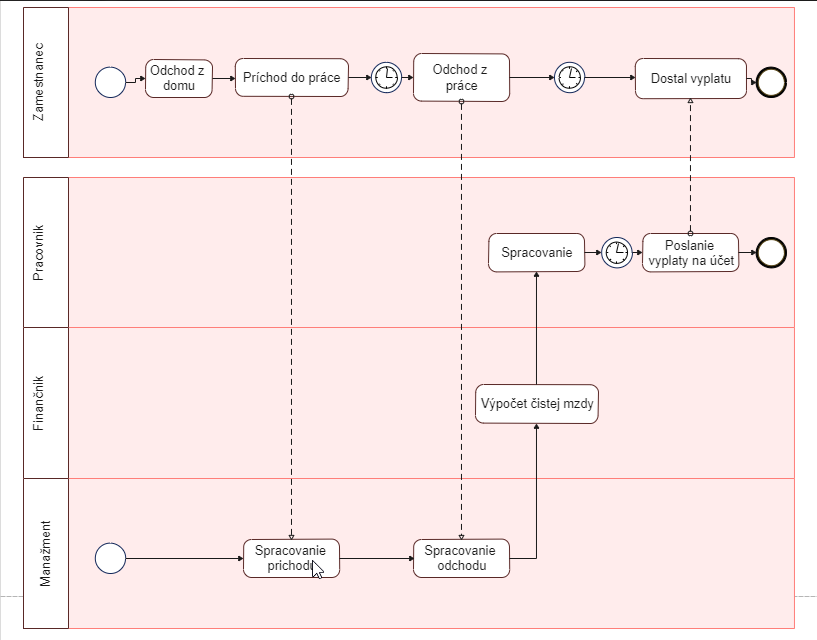 Zamestnanec
Odchod z
domu
Príchod do práce
Odchod z
práce
Dostal vyplatu
Pracovník
Spracovanie
Poslanie
vyplaty na účet
Finančník
Výpočet čistej mzdy
Manažment
Spracovanie
prichodu
Spracovanie
odchodu